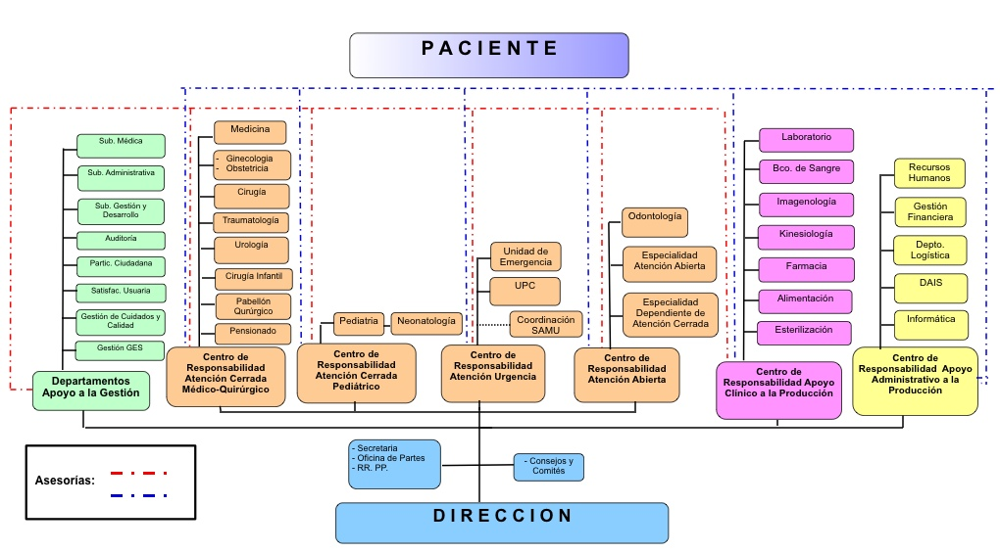 P A C I E N T E
Sub. Médica
Sub. Administrativa
Sub. Gestión y
Desarrollo
Auditoría
Partic. Ciudadana
Satisfac. Usuaria
Gestión de Cuidados y
Calidad
Gestión GES
Departamentos
Apoyo a la Gestión
Medicina
- Ginecologia
- Obstetricia
Cirugía
Traumatología
Urología
Cirugía Infantil
Pabellón
Qurúrgico
Pensionado
Centro de
Responsabilidad
Atención Cerrada
Médico-Quirúrgico
Pediatria
Neonatología
Centro de
Responsabilidad
Atención Cerrada
Pediátrico
Unidad de
Emergencia
UPC
Coordinación
SAMU
Centro de
Responsabilidad
Atención Urgencia
Odontología
Especialidad
Atención Abierta
Especialidad
Dependiente de
Atención Cerrada
Centro de
Responsabilidad
Atención Abierta
Laboratorio
Bco. de Sangre
Imagenología
Kinesiología
Farmacia
Alimentación
Esterilización
Centro de
Responsabilidad Apoyo
Clínico a la Producción
Recursos
Humanos
Gestión
Financiera
Depto.
Logística
DAIS
Informática
Centro de
Responsabilidad Apoyo
Administrativo a la
Producción
Asesorías:
- Secretaria
- Oficina de Partes
- RR. PP.
- Consejos y
Comités
D I R E C C I O N